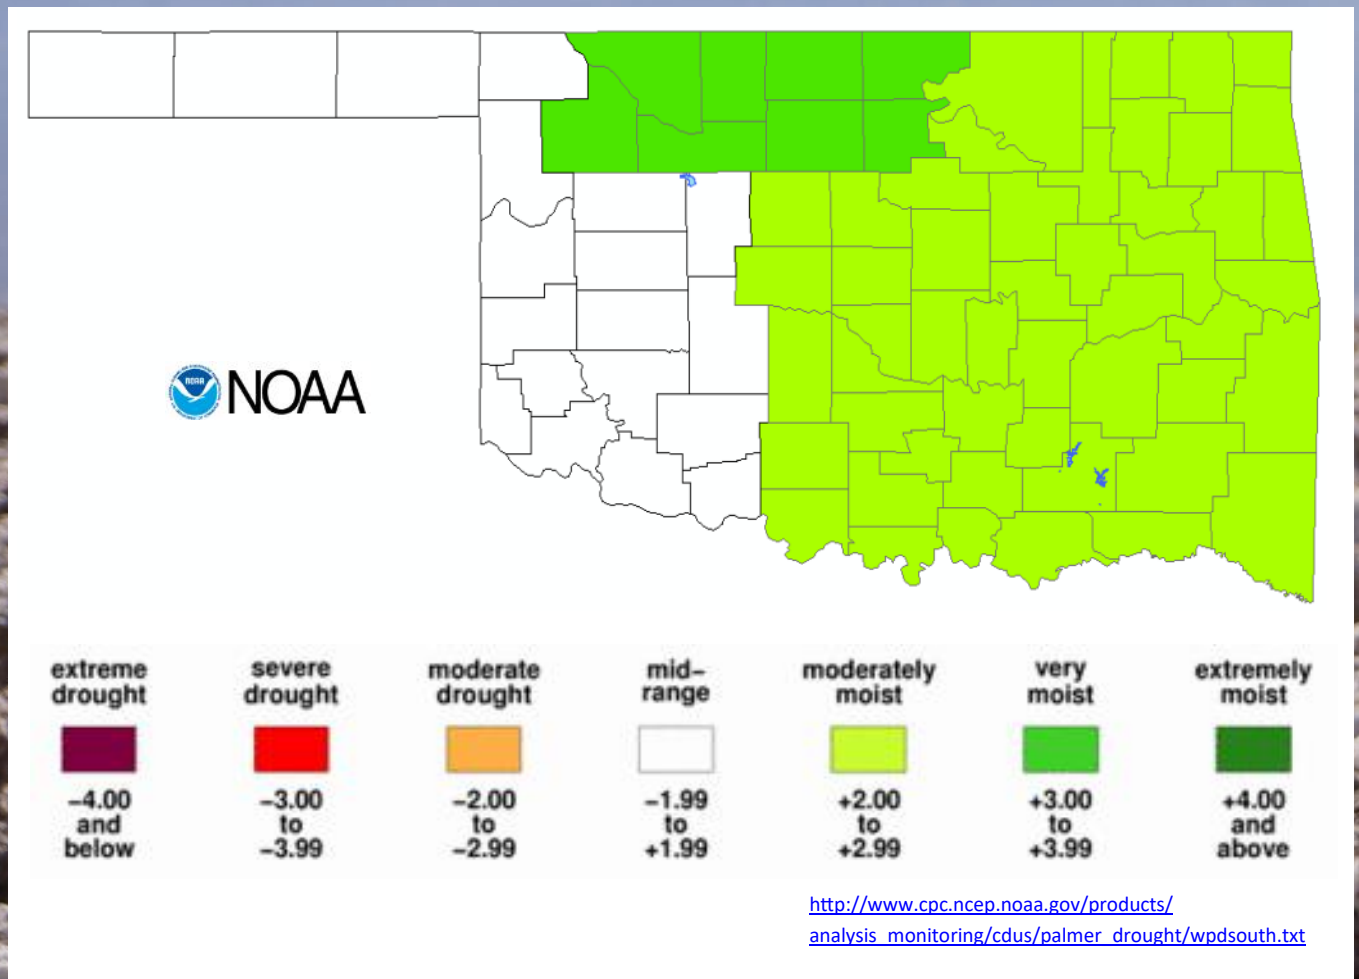 NOAA
NOAA
extreme
drought
severe
drought
moderate
drought
mid-
range
moderately
moist
very
moist
extremely
moist
−4.00
and
below
−3.00
to
−3.99
−2.00
to
−2.99
−1.99
to
+1.99
+2.00
to
+2.99
+3.00
to
+3.99
+4.00
and
above
http://www.cpc.ncep.noaa.gov/products/
analysis_monitoring/cdus/palmer_drought/wpdsouth.txt